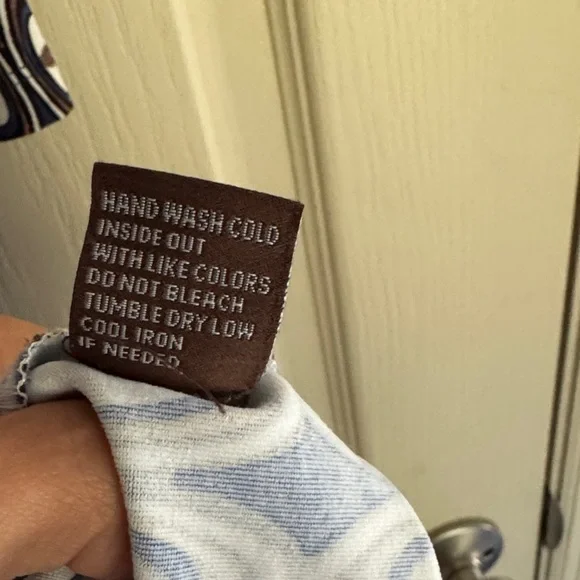 HAND WASH COLD
INSIDE OUT
WITH LIKE COLORS
DO NOT BLEACH
TUMBLE DRY LOW
COOL IRON
IF NEEDED